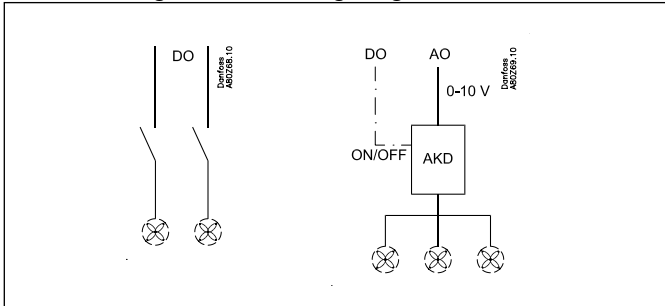 DO
Danfoss
A80Z68.10
DO
AO
Danfoss
A80Z69.10
0-10 V
ON/OFF
AKD